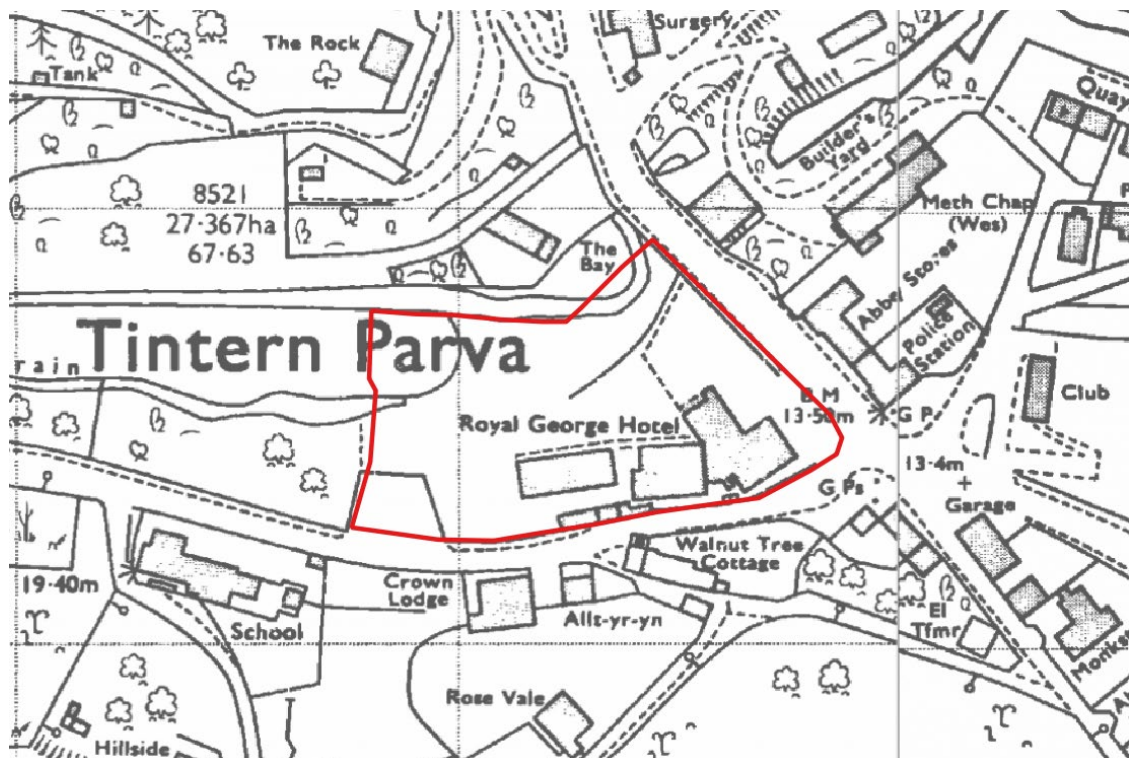 Surgery
The Rock
Tank
Quay
Builder's
Yard
8521
27·367ha
67·63
Meth Chap
(Wes)
The
Bay
Abbey Stores
Police
Station
Tintern Parva
rain
Club
B M
13·50m
G P
Royal George Hotel
13·4m
G Ps
Garage
Walnut Tree
Cottage
19·40m
Crown
Lodge
School
Allt-yr-yn
El
Tfmr
Rose Vale
Hillside